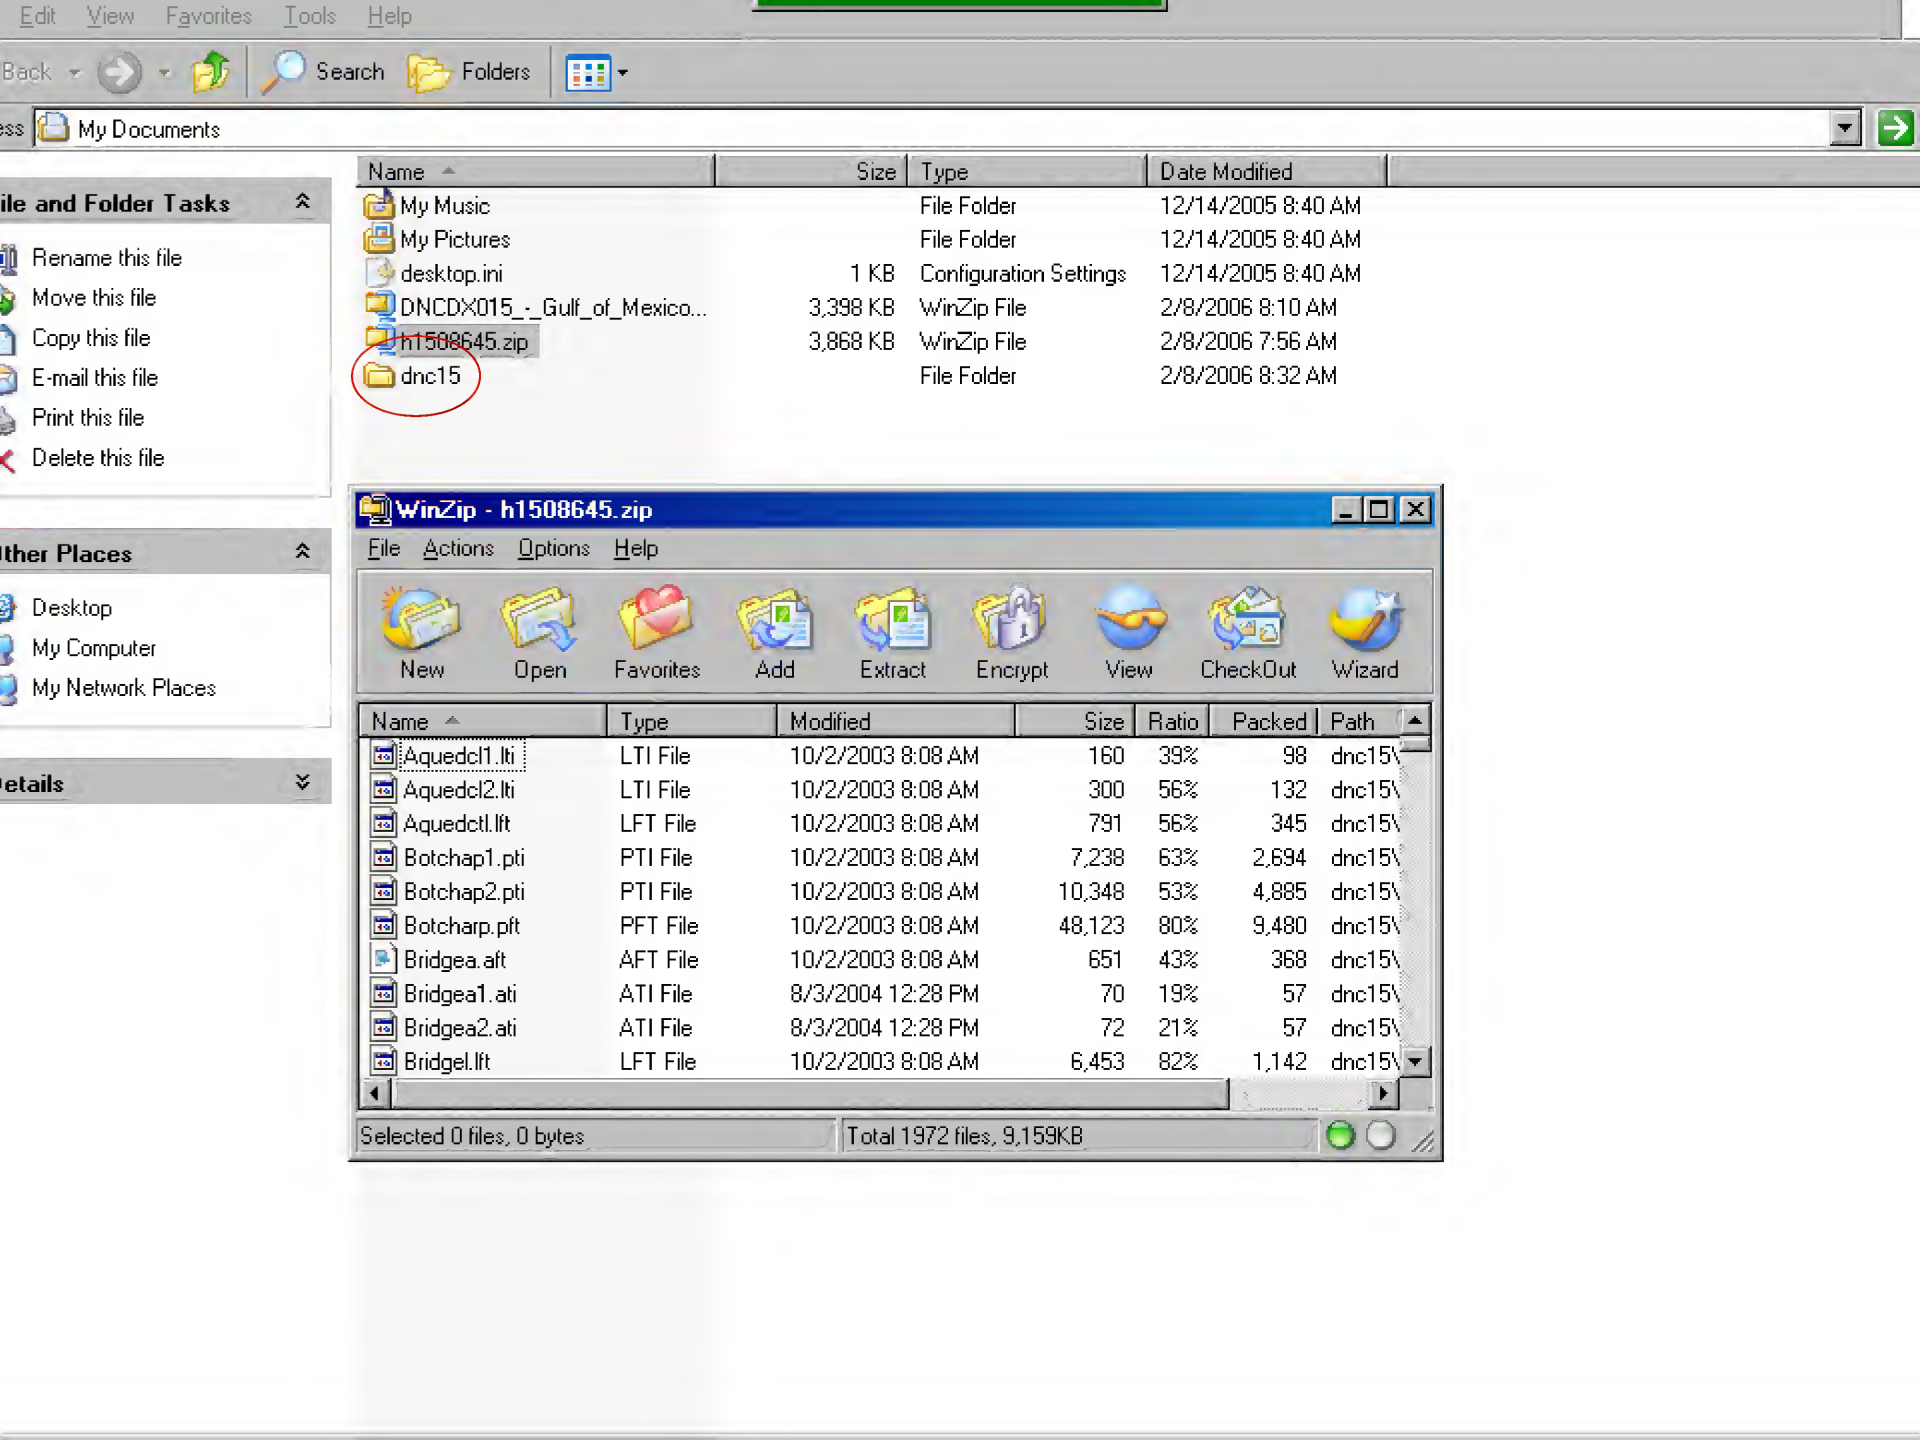 Edit View Favorites Tools Help
Back Search Folders
ess My Documents
Name Size Type Date Modified
My Music File Folder 12/14/2005 8:40 AM
My Pictures File Folder 12/14/2005 8:40 AM
desktop.ini 1 KB Configuration Settings 12/14/2005 8:40 AM
DNCDX015_-_Gulf_of_Mexico... 3,398 KB WinZip File 2/8/2006 8:10 AM
h1508645.zip 3,868 KB WinZip File 2/8/2006 7:56 AM
dnc15 File Folder 2/8/2006 8:32 AM
ile and Folder Tasks
Rename this file
Move this file
Copy this file
E-mail this file
Print this file
Delete this file
ther Places
Desktop
My Computer
My Network Places
etails
WinZip - h1508645.zip
File Actions Options Help
New Open Favorites Add Extract Encrypt View CheckOut Wizard
Name Type Modified Size Ratio Packed Path
Aquedcl1.lti LTI File 10/2/2003 8:08 AM 160 39% 98 dnc15\
Aquedcl2.lti LTI File 10/2/2003 8:08 AM 300 56% 132 dnc15\
Aquedctl.lft LFT File 10/2/2003 8:08 AM 791 56% 345 dnc15\
Botchap1.pti PTI File 10/2/2003 8:08 AM 7,238 63% 2,694 dnc15\
Botchap2.pti PTI File 10/2/2003 8:08 AM 10,348 53% 4,885 dnc15\
Botcharp.pft PFT File 10/2/2003 8:08 AM 48,123 80% 9,480 dnc15\
Bridgea.aft AFT File 10/2/2003 8:08 AM 651 43% 368 dnc15\
Bridgea1.ati ATI File 8/3/2004 12:28 PM 70 19% 57 dnc15\
Bridgea2.ati ATI File 8/3/2004 12:28 PM 72 21% 57 dnc15\
Bridgel.lft LFT File 10/2/2003 8:08 AM 6,453 82% 1,142 dnc15\
Selected 0 files, 0 bytes Total 1972 files, 9,159KB